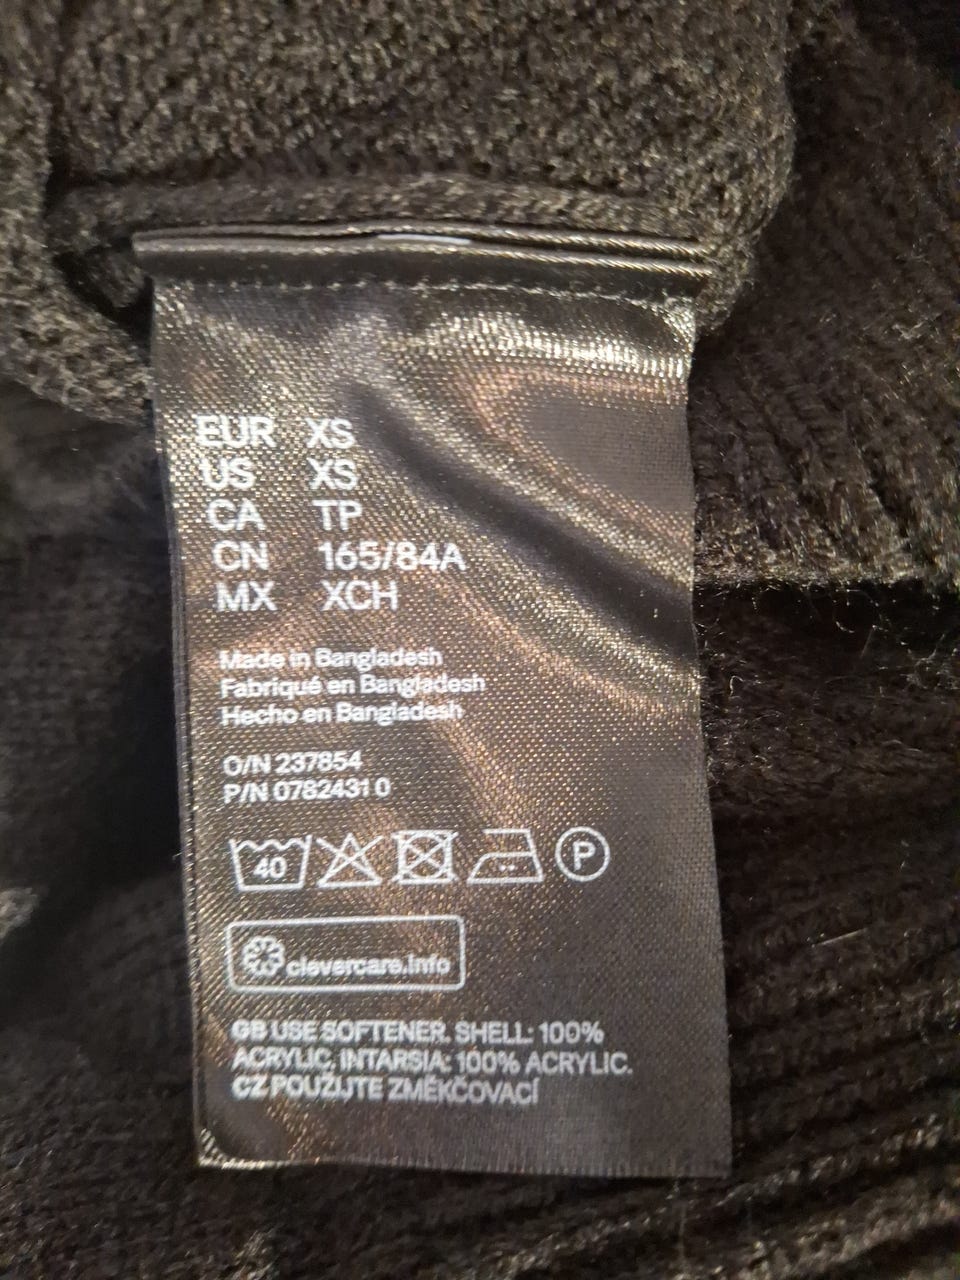 EUR XS
US XS
CA TP
CN 165/84A
MX XCH
Made in Bangladesh
Fabriqué en Bangladesh
Hecho en Bangladesh
O/N 237854
P/N 07824310
40 P
clevercare.info
GB USE SOFTENER. SHELL: 100%
ACRYLIC. INTARSIA: 100% ACRYLIC.
CZ POUŽIJTE ZMĚKČOVACÍ